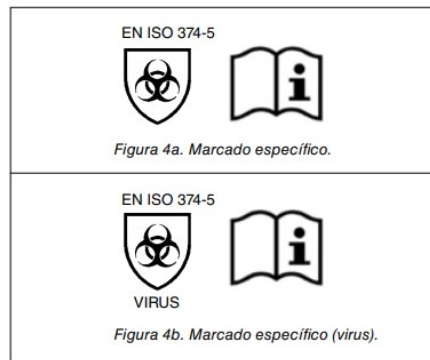 EN ISO 374-5
i
Figura 4a. Marcado específico.
EN ISO 374-5
i
VIRUS
Figura 4b. Marcado específico (virus).